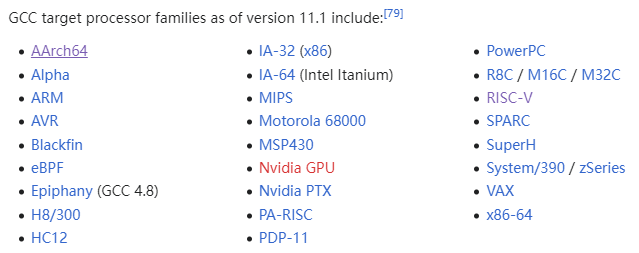 GCC target processor families as of version 11.1 include:[79]
AArch64
Alpha
ARM
AVR
Blackfin
eBPF
Epiphany (GCC 4.8)
H8/300
HC12
IA-32 (x86)
IA-64 (Intel Itanium)
MIPS
Motorola 68000
MSP430
Nvidia GPU
Nvidia PTX
PA-RISC
PDP-11
PowerPC
R8C / M16C / M32C
RISC-V
SPARC
SuperH
System/390 / zSeries
VAX
x86-64